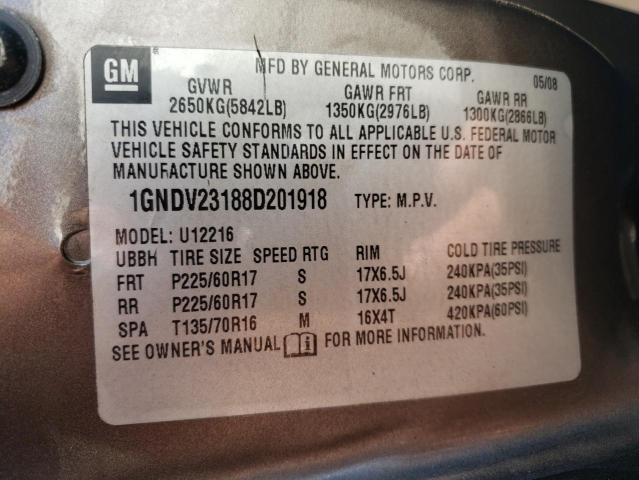 GM
MFD BY GENERAL MOTORS CORP. 05/08
GVWR GAWR FRT GAWR RR
2650KG(5842LB) 1350KG(2976LB) 1300KG(2866LB)
THIS VEHICLE CONFORMS TO ALL APPLICABLE U.S. FEDERAL MOTOR
VEHICLE SAFETY STANDARDS IN EFFECT ON THE DATE OF
MANUFACTURE SHOWN ABOVE.
1GNDV23188D201918 TYPE: M.P.V.
MODEL: U12216
UBBH TIRE SIZE SPEED RTG RIM COLD TIRE PRESSURE
FRT P225/60R17 S 17X6.5J 240KPA(35PSI)
RR P225/60R17 S 17X6.5J 240KPA(35PSI)
SPA T135/70R16 M 16X4T 420KPA(60PSI)
SEE OWNER'S MANUAL i FOR MORE INFORMATION.